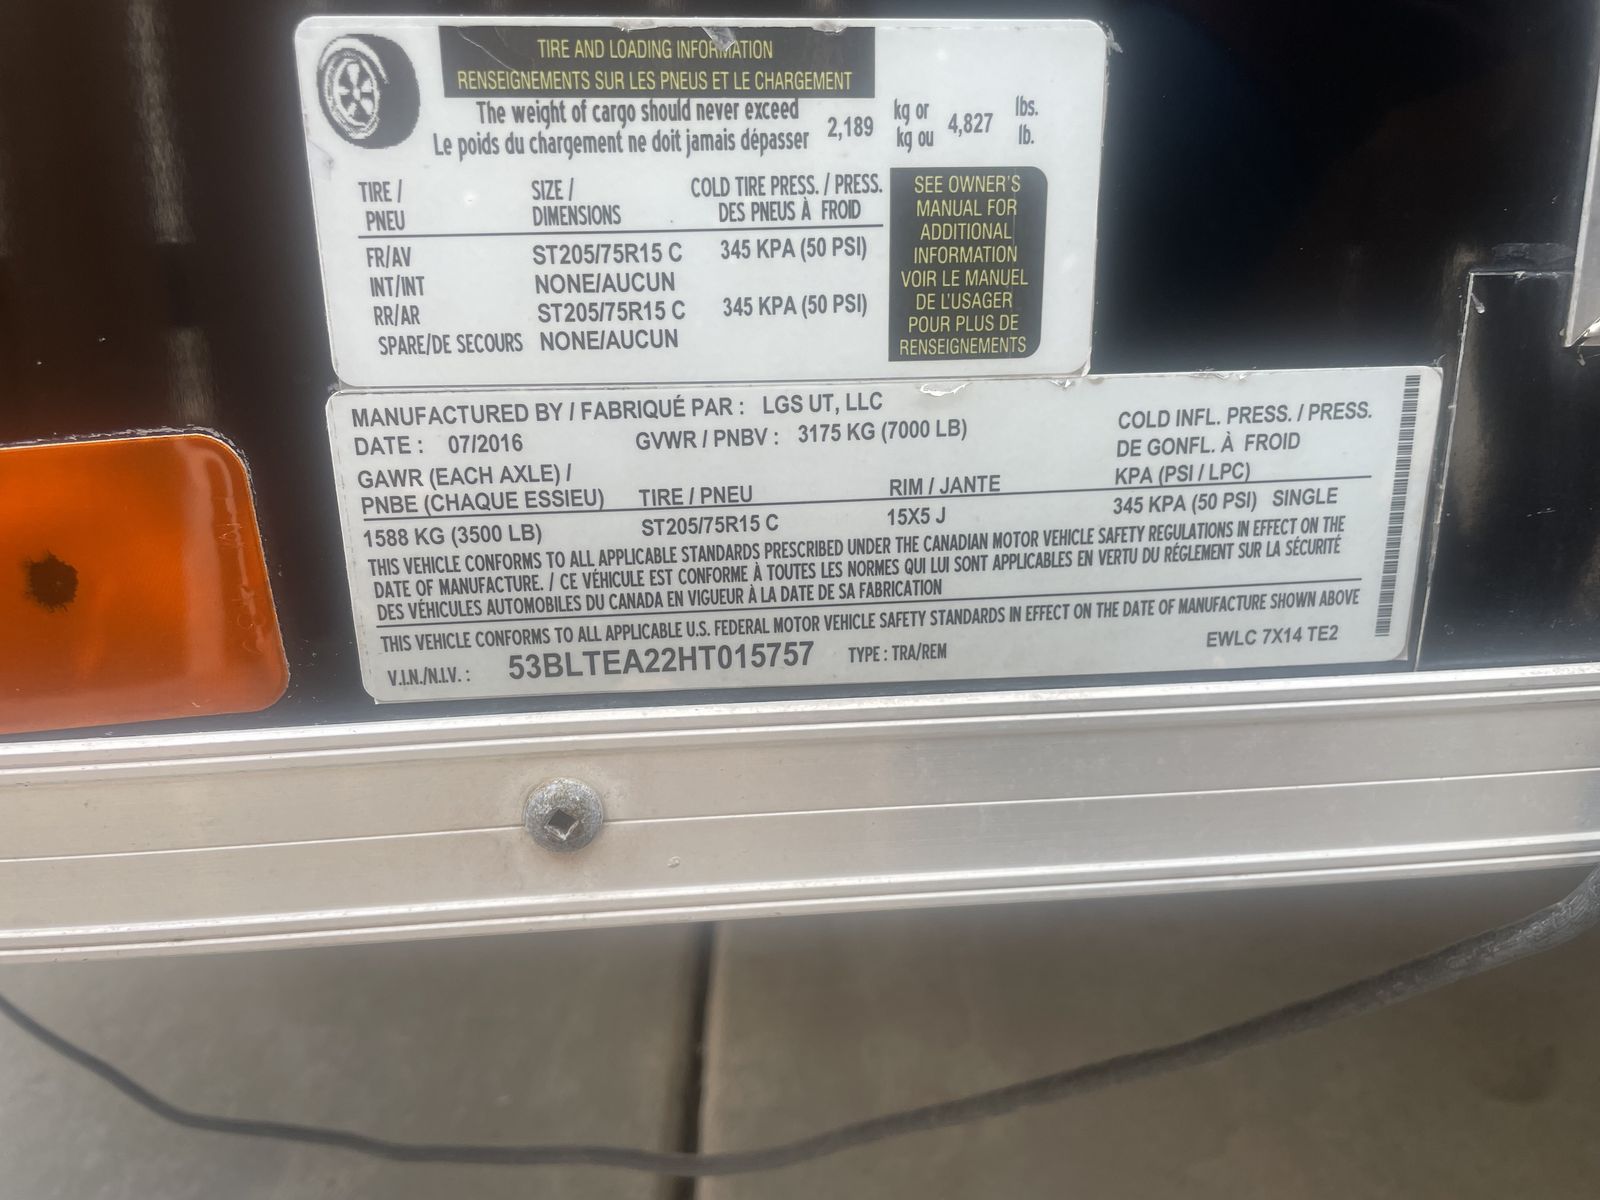 TIRE AND LOADING INFORMATION
RENSEIGNEMENTS SUR LES PNEUS ET LE CHARGEMENT
The weight of cargo should never exceed
Le poids du chargement ne doit jamais dépasser
2,189 kg or kg ou 4,827 lbs. lb.
TIRE / PNEU SIZE / DIMENSIONS COLD TIRE PRESS. / PRESS. DES PNEUS À FROID
FR/AV ST205/75R15 C 345 KPA (50 PSI)
INT/INT NONE/AUCUN
RR/AR ST205/75R15 C 345 KPA (50 PSI)
SPARE/DE SECOURS NONE/AUCUN
SEE OWNER'S
MANUAL FOR
ADDITIONAL
INFORMATION
VOIR LE MANUEL
DE L'USAGER
POUR PLUS DE
RENSEIGNEMENTS
MANUFACTURED BY / FABRIQUÉ PAR : LGS UT, LLC
DATE : 07/2016 GVWR / PNBV : 3175 KG (7000 LB)
GAWR (EACH AXLE) /
PNBE (CHAQUE ESSIEU) TIRE / PNEU RIM / JANTE
COLD INFL. PRESS. / PRESS.
DE GONFL. À FROID
KPA (PSI / LPC)
1588 KG (3500 LB) ST205/75R15 C 15X5 J 345 KPA (50 PSI) SINGLE
THIS VEHICLE CONFORMS TO ALL APPLICABLE STANDARDS PRESCRIBED UNDER THE CANADIAN MOTOR VEHICLE SAFETY REGULATIONS IN EFFECT ON THE
DATE OF MANUFACTURE. / CE VÉHICULE EST CONFORME À TOUTES LES NORMES QUI LUI SONT APPLICABLES EN VERTU DU RÉGLEMENT SUR LA SÉCURITÉ
DES VÉHICULES AUTOMOBILES DU CANADA EN VIGUEUR À LA DATE DE SA FABRICATION
THIS VEHICLE CONFORMS TO ALL APPLICABLE U.S. FEDERAL MOTOR VEHICLE SAFETY STANDARDS IN EFFECT ON THE DATE OF MANUFACTURE SHOWN ABOVE
V.I.N./N.I.V. : 53BLTEA22HT015757 TYPE : TRA/REM EWLC 7X14 TE2